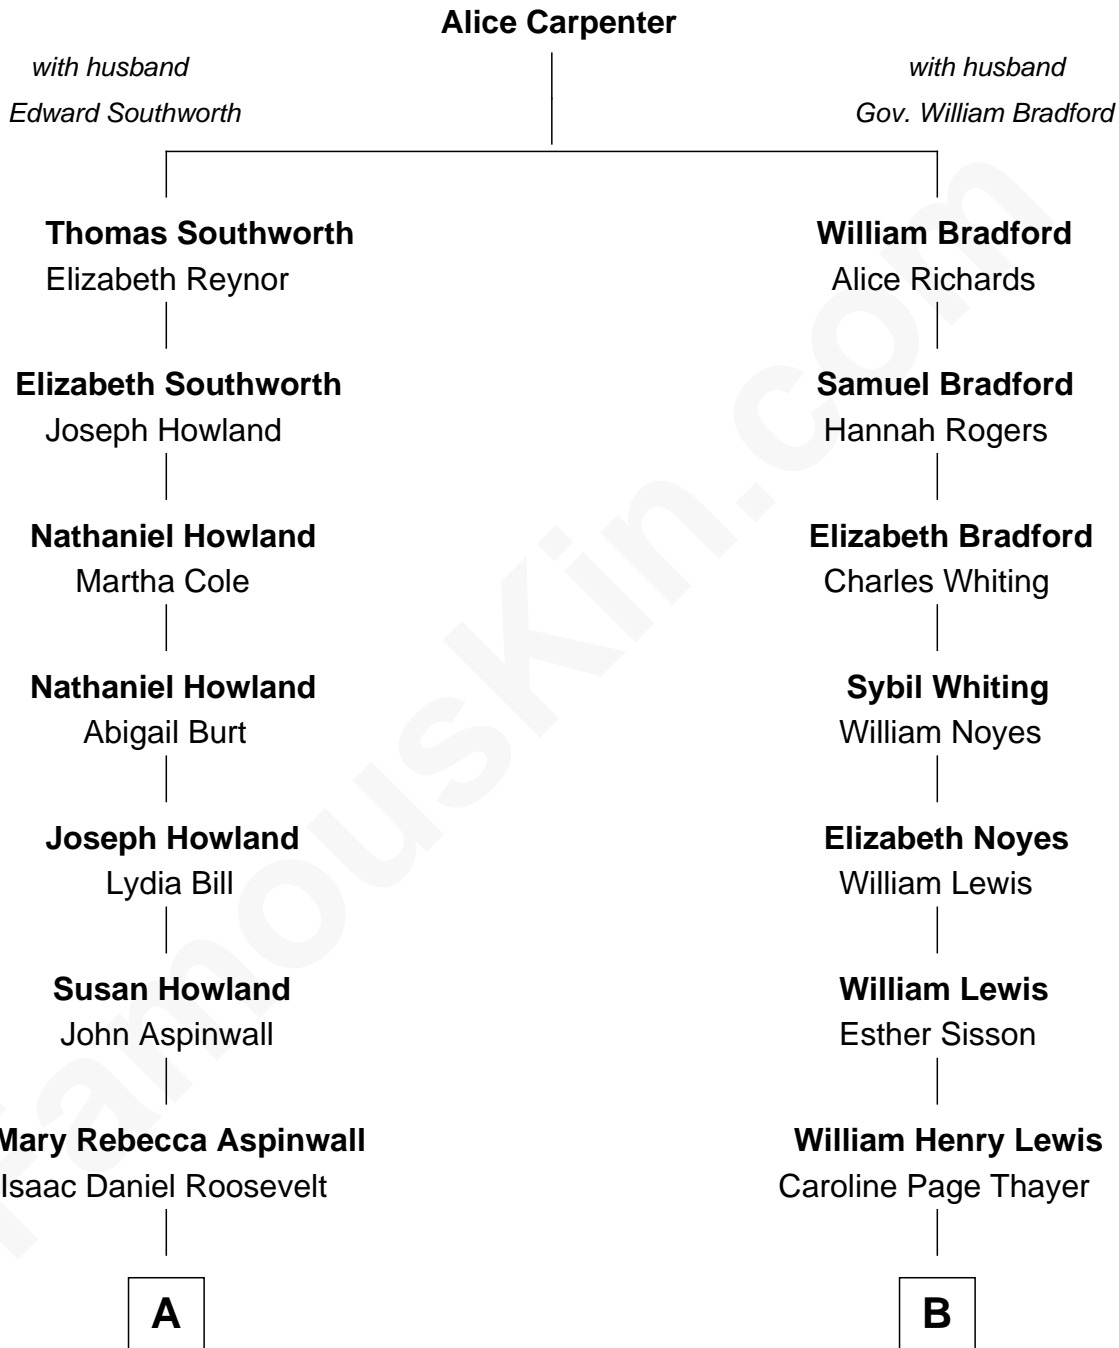 Alice Carpenter
with husband
Edward Southworth
with husband
Gov. William Bradford
Thomas Southworth
Elizabeth Reynor
Elizabeth Southworth
Joseph Howland
Nathaniel Howland
Martha Cole
Nathaniel Howland
Abigail Burt
Joseph Howland
Lydia Bill
Susan Howland
John Aspinwall
Mary Rebecca Aspinwall
Isaac Daniel Roosevelt
A
William Bradford
Alice Richards
Samuel Bradford
Hannah Rogers
Elizabeth Bradford
Charles Whiting
Sybil Whiting
William Noyes
Elizabeth Noyes
William Lewis
William Lewis
Esther Sisson
William Henry Lewis
Caroline Page Thayer
B
FamousKin.com